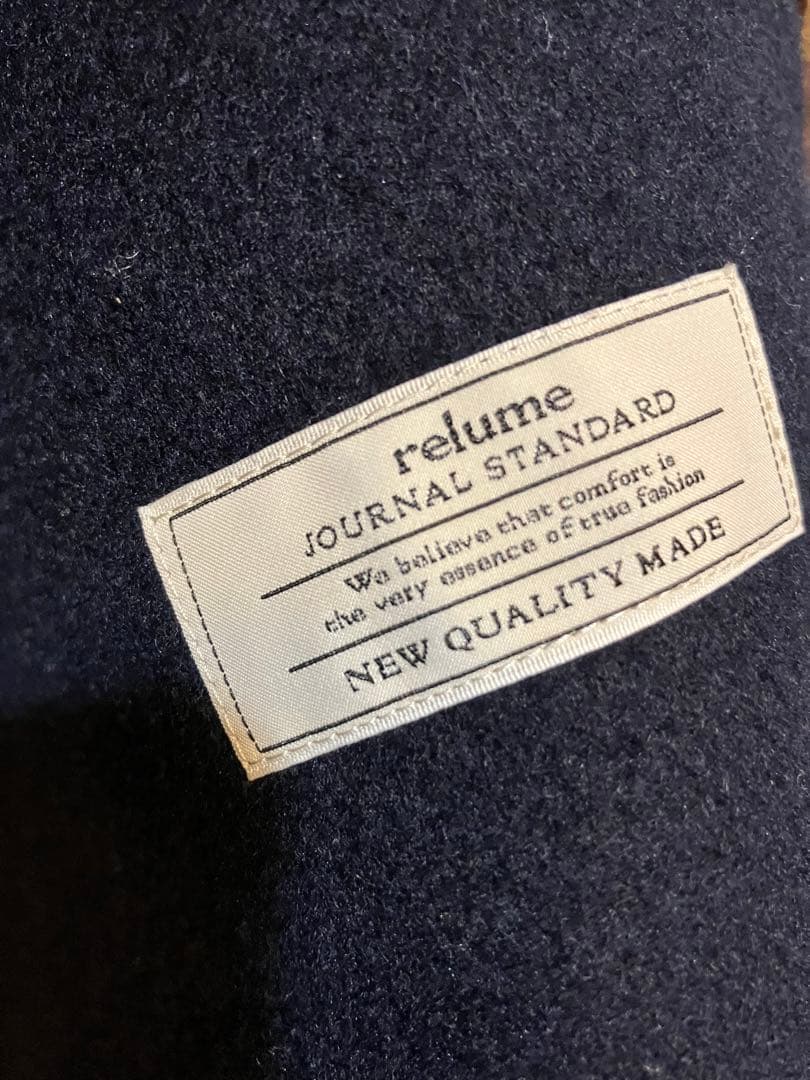 relume
JOURNAL STANDARD
We believe that comfort is
the very essence of true fashion
NEW QUALITY MADE